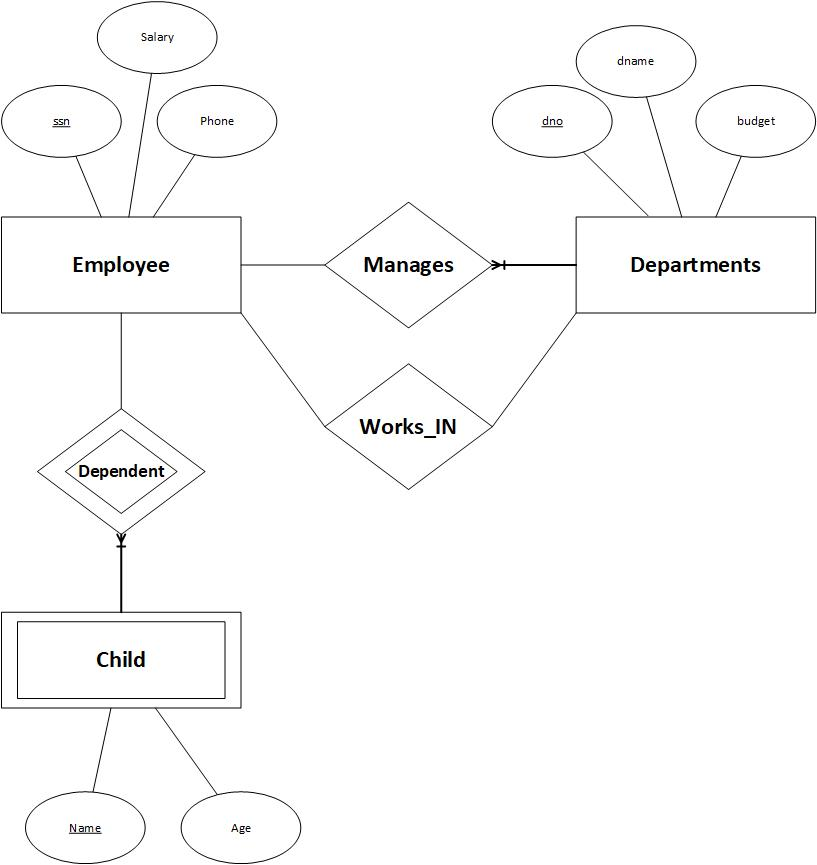 Salary
dname
ssn
Phone
dno
budget
Employee
Manages
Departments
Works_IN
Dependent
Child
Name
Age